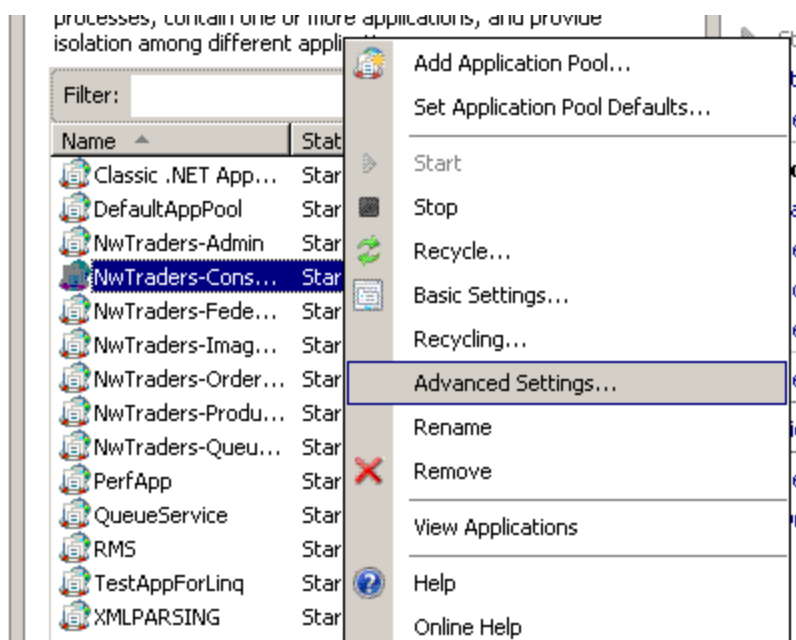 processes, contain one or more applications, and provide
isolation among different appli
Filter:
Name Stat
Classic .NET App... Star
DefaultAppPool Star
NwTraders-Admin Star
NwTraders-Cons... Star
NwTraders-Fede... Star
NwTraders-Imag... Star
NwTraders-Order... Star
NwTraders-Produ... Star
NwTraders-Queu... Star
PerfApp Star
QueueService Star
RMS Star
TestAppForLinq Star
XMLPARSING Star
Add Application Pool...
Set Application Pool Defaults...
Start
Stop
Recycle...
Basic Settings...
Recycling...
Advanced Settings...
Rename
Remove
View Applications
Help
Online Help